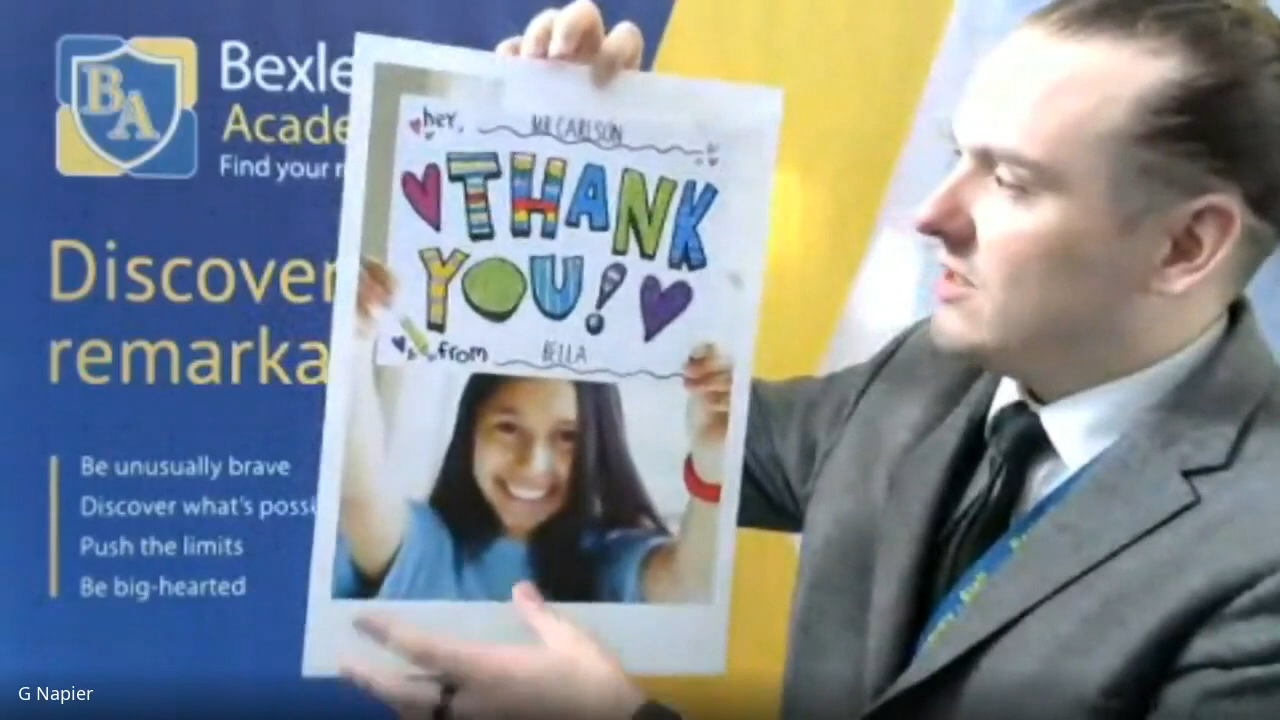 BA
Bexle
Acade
Find your r
Discover
remarka
Be unusually brave
Discover what's possi
Push the limits
Be big-hearted
hey, MR CARLSON
THANK
YOU!
from BELLA
G Napier